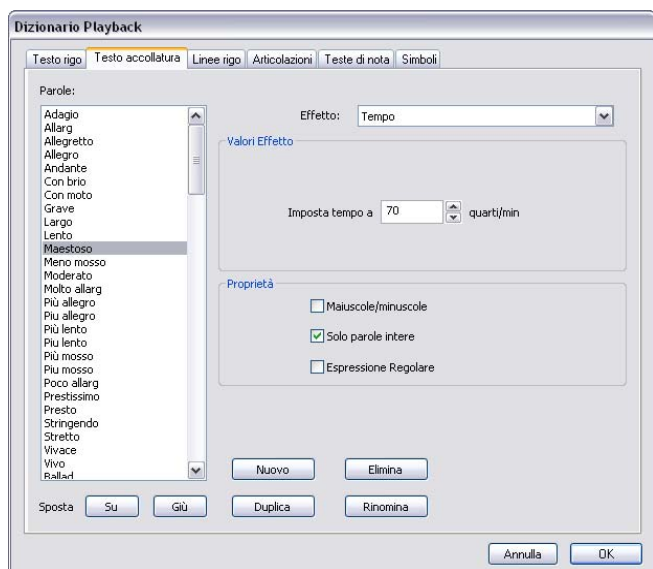 Dizionario Playback
Testo rigo Testo accollatura Linee rigo Articolazioni Teste di nota Simboli
Parole:
Adagio
Allarg
Allegretto
Allegro
Andante
Con brio
Con moto
Grave
Largo
Lento
Maestoso
Meno mosso
Moderato
Molto allarg
Più allegro
Piu allegro
Più lento
Piu lento
Più mosso
Piu mosso
Poco allarg
Prestissimo
Presto
Stringendo
Stretto
Vivace
Vivo
Ballad
Effetto: Tempo
Valori Effetto
Imposta tempo a 70 quarti/min
Proprietà
Maiuscole/minuscole
Solo parole intere
Espressione Regolare
Nuovo Elimina
Sposta Su Giù Duplica Rinomina
Annulla OK